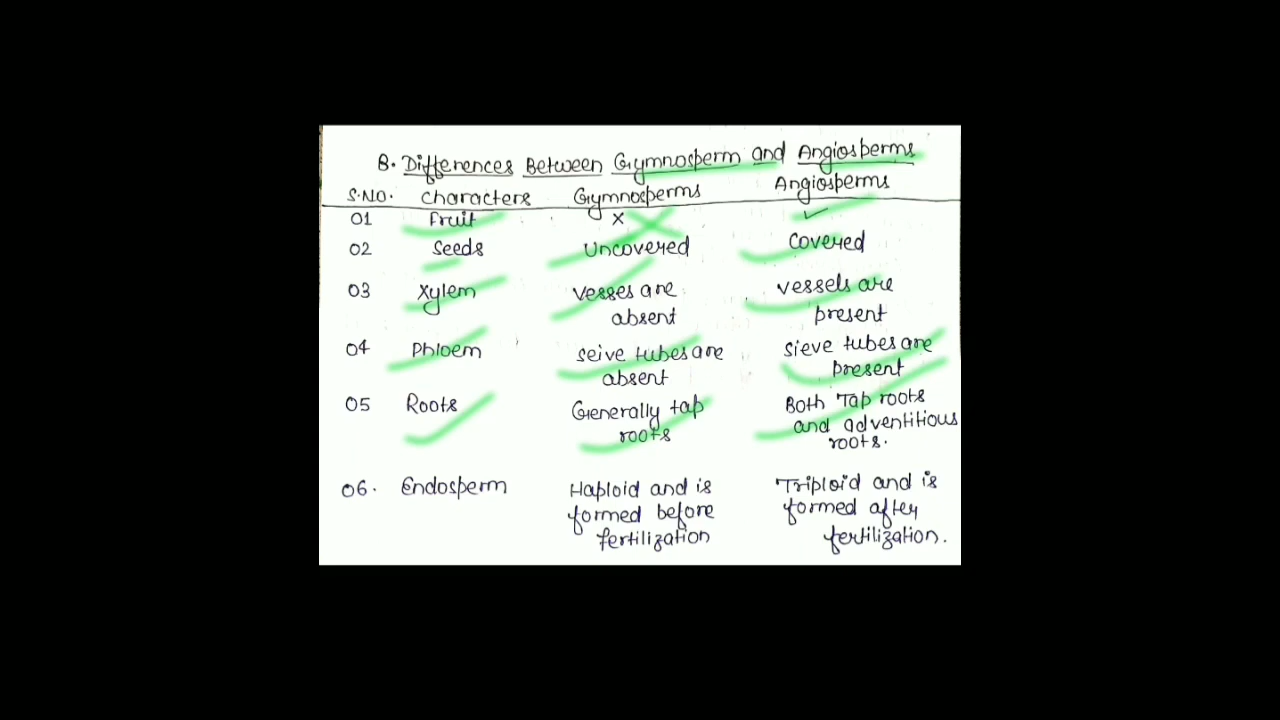 B. Differences Between Gymnosperm and Angiosperms
S.NO. Characters Gymnosperms Angiosperms
01 Fruit × ✓
02 Seeds Uncovered Covered
03 Xylem vesses are vessels are
absent present
04 Phloem seive tubes are sieve tubes are
absent present
05 Roots Generally tap Both Tap roots
roots and adventitious
roots.
06. Endosperm Haploid and is Triploid and is
formed before formed after
fertilization fertilization.